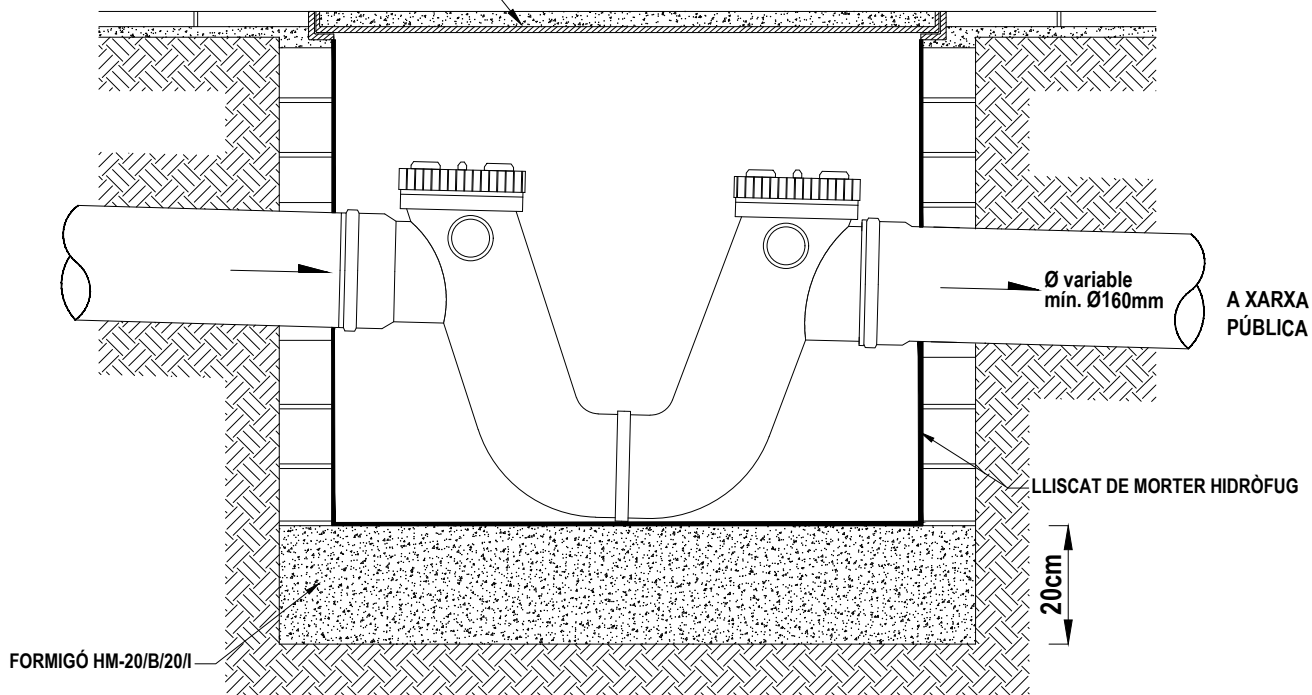 Ø variable
mín. Ø160mm
A XARXA
PÚBLICA
LLISCAT DE MORTER HIDRÒFUG
20cm
FORMIGÓ HM-20/B/20/I